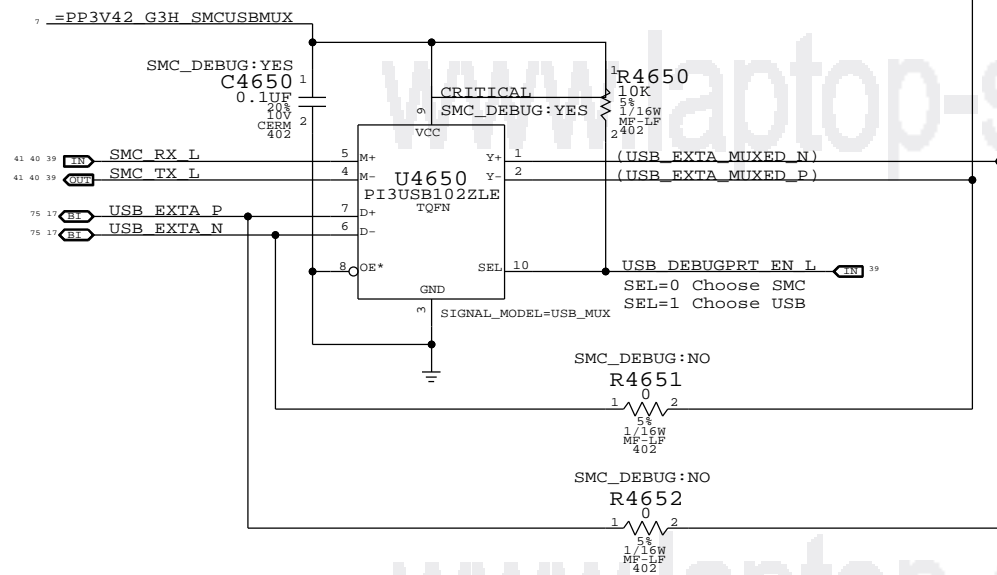 7 =PP3V42_G3H_SMCUSBMUX
SMC_DEBUG:YES
C4650 1
0.1UF
20%
10V
CERM 2
402
CRITICAL
SMC_DEBUG:YES
1 R4650
10K
5%
1/16W
MF-LF
2 402
9
VCC
41 40 39 IN SMC_RX_L 5 M+
41 40 39 OUT SMC_TX_L 4 M-
Y+ 1 (USB_EXTA_MUXED_N)
Y- 2 (USB_EXTA_MUXED_P)
U4650
PI3USB102ZLE
TQFN
75 17 BI USB_EXTA_P 7 D+
75 17 BI USB_EXTA_N 6 D-
8 OE*
SEL 10 USB_DEBUGPRT_EN_L IN 39
SEL=0 Choose SMC
SEL=1 Choose USB
GND
3
SIGNAL_MODEL=USB_MUX
SMC_DEBUG:NO
R4651
1 0 2
5%
1/16W
MF-LF
402
SMC_DEBUG:NO
R4652
1 0 2
5%
1/16W
MF-LF
402
www.laptop-s
www.laptop-s